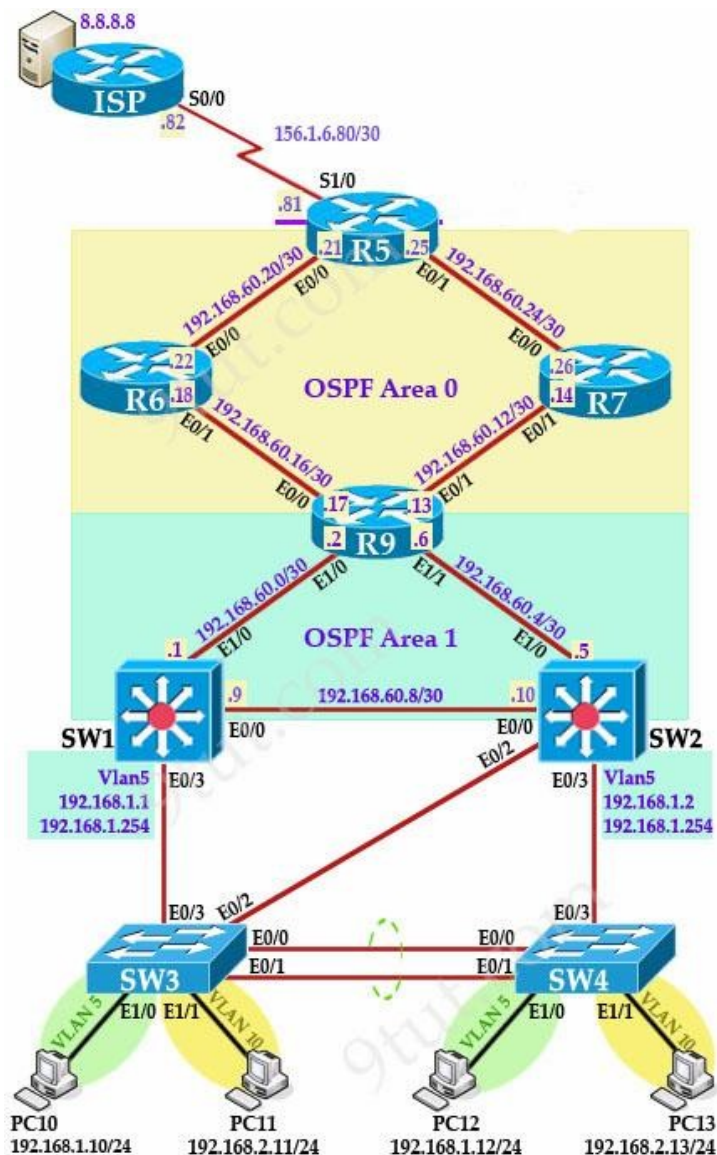 8.8.8.8
ISP
S0/0
.82
156.1.6.80/30
S1/0
.81
R5
.21
.25
E0/0
E0/1
192.168.60.20/30
192.168.60.24/30
E0/0
E0/0
.22
R6
.18
.26
R7
.14
OSPF Area 0
E0/1
E0/1
192.168.60.16/30
192.168.60.12/30
E0/0
E0/1
.17
.13
R9
.2
.6
E1/0
E1/1
192.168.60.0/30
192.168.60.4/30
E1/0
E1/0
OSPF Area 1
.1
.5
.9
192.168.60.8/30
.10
SW1
E0/0
E0/0
SW2
E0/2
E0/3
E0/3
Vlan5
192.168.1.1
192.168.1.254
Vlan5
192.168.1.2
192.168.1.254
E0/3
E0/2
E0/3
E0/0
E0/0
SW3
E0/1
E0/1
SW4
E1/0
E1/1
E1/0
E1/1
VLAN 5
VLAN 10
VLAN 5
VLAN 10
PC10
192.168.1.10/24
PC11
192.168.2.11/24
PC12
192.168.1.12/24
PC13
192.168.2.13/24
9tut.com
9tut.com
9tut.com